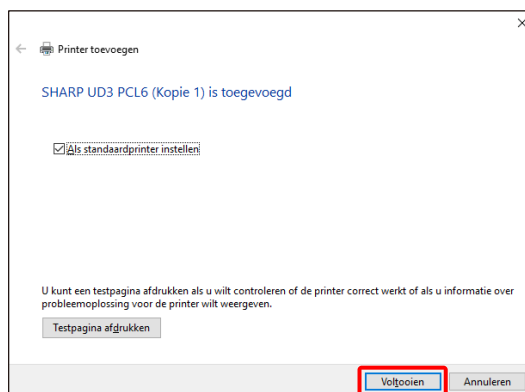 Printer toevoegen
SHARP UD3 PCL6 (Kopie 1) is toegevoegd
Als standaardprinter instellen
U kunt een testpagina afdrukken als u wilt controleren of de printer correct werkt of als u informatie over
probleemoplossing voor de printer wilt weergeven.
Testpagina afdrukken
Voltooien Annuleren